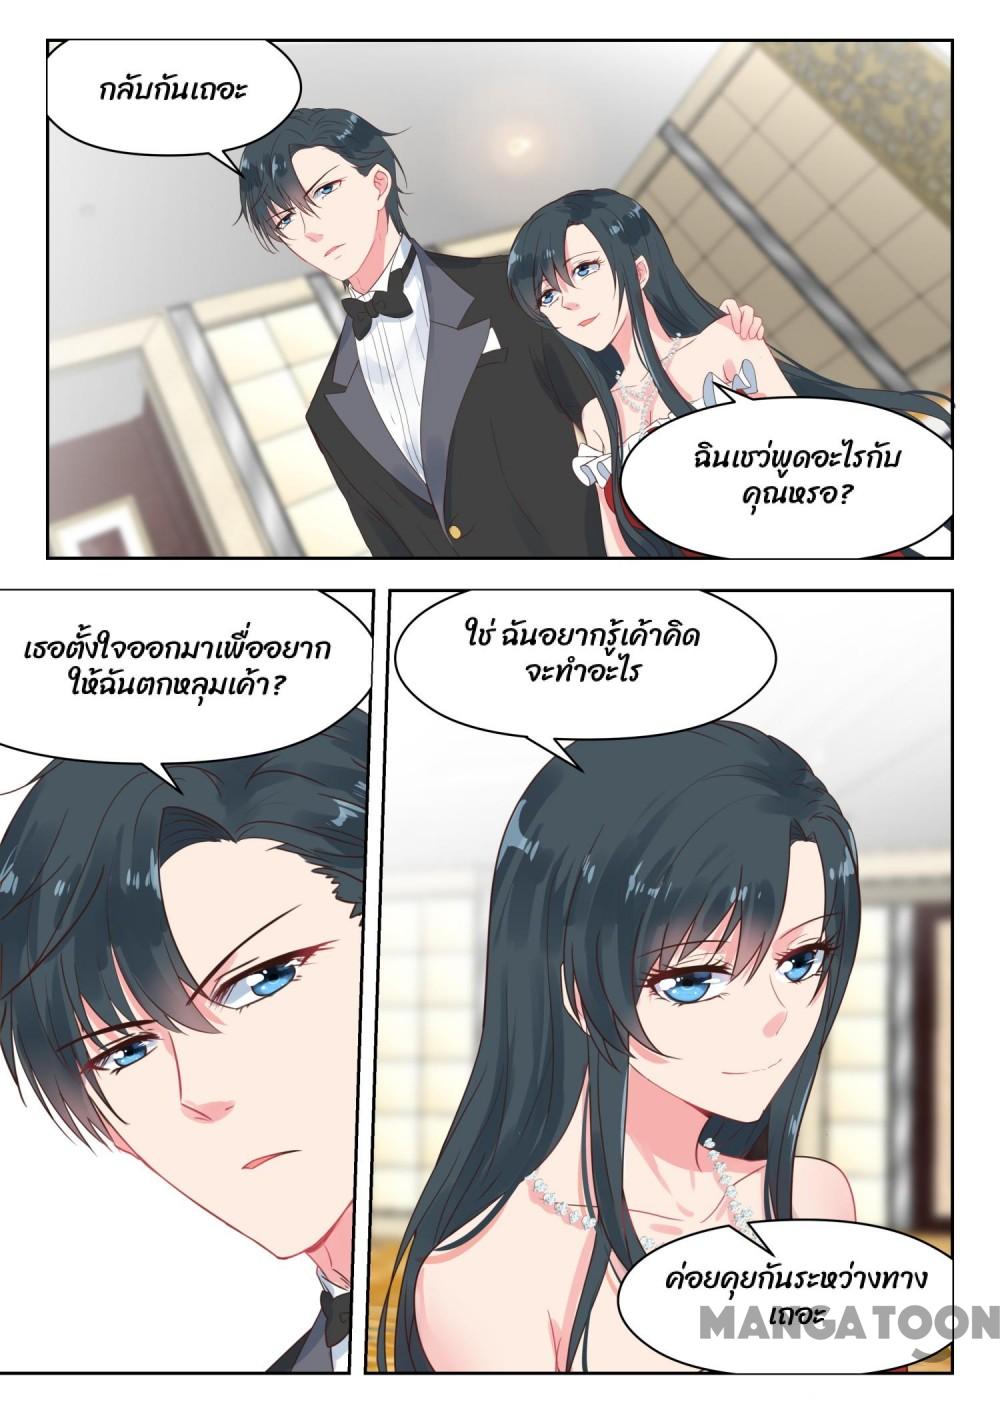 กลับกันเถอะ
ฉินเชว่พูดอะไรกับ
คุณหรอ?
เธอตั้งใจออกมาเพื่ออยาก
ให้ฉันตกหลุมเค้า?
ใช่ ฉันอยากรู้เค้าคิด
จะทำอะไร
ค่อยคุยกันระหว่างทาง
เถอะ
MANGATOON